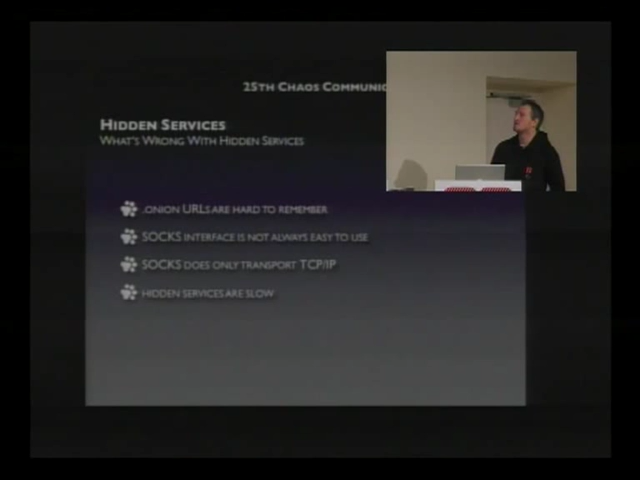 25TH CHAOS COMMUNIC
HIDDEN SERVICES
WHAT'S WRONG WITH HIDDEN SERVICES
.ONION URLS ARE HARD TO REMEMBER
SOCKS INTERFACE IS NOT ALWAYS EASY TO USE
SOCKS DOES ONLY TRANSPORT TCP/IP
HIDDEN SERVICES ARE SLOW